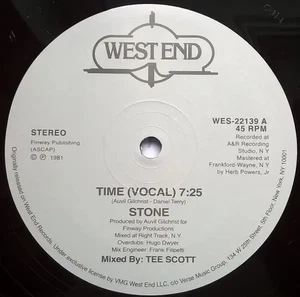 WEST END
STEREO
Finway Publishing
(ASCAP)
© ℗ 1981
WES-22139 A
45 RPM
Recorded at
A&R Recording
Studio, N.Y.
Mastered at
Frankford-Wayne, N.Y.
by Herb Powers, Jr
TIME (VOCAL) 7:25
(Auvil Gilchrist - Daniel Terry)
STONE
Produced by Auvil Gilchrist for
Finway Productions
Mixed at Right Track, N.Y.
Overdubs: Hugo Dwyer
Mix Engineer: Frank Filipetti
Mixed By: TEE SCOTT
Originally released on West End Records. Under exclusive license by VMG West End LLC, c/o Verse Music Group, 134 W 25th Street, 5th Floor, New York, NY 10001